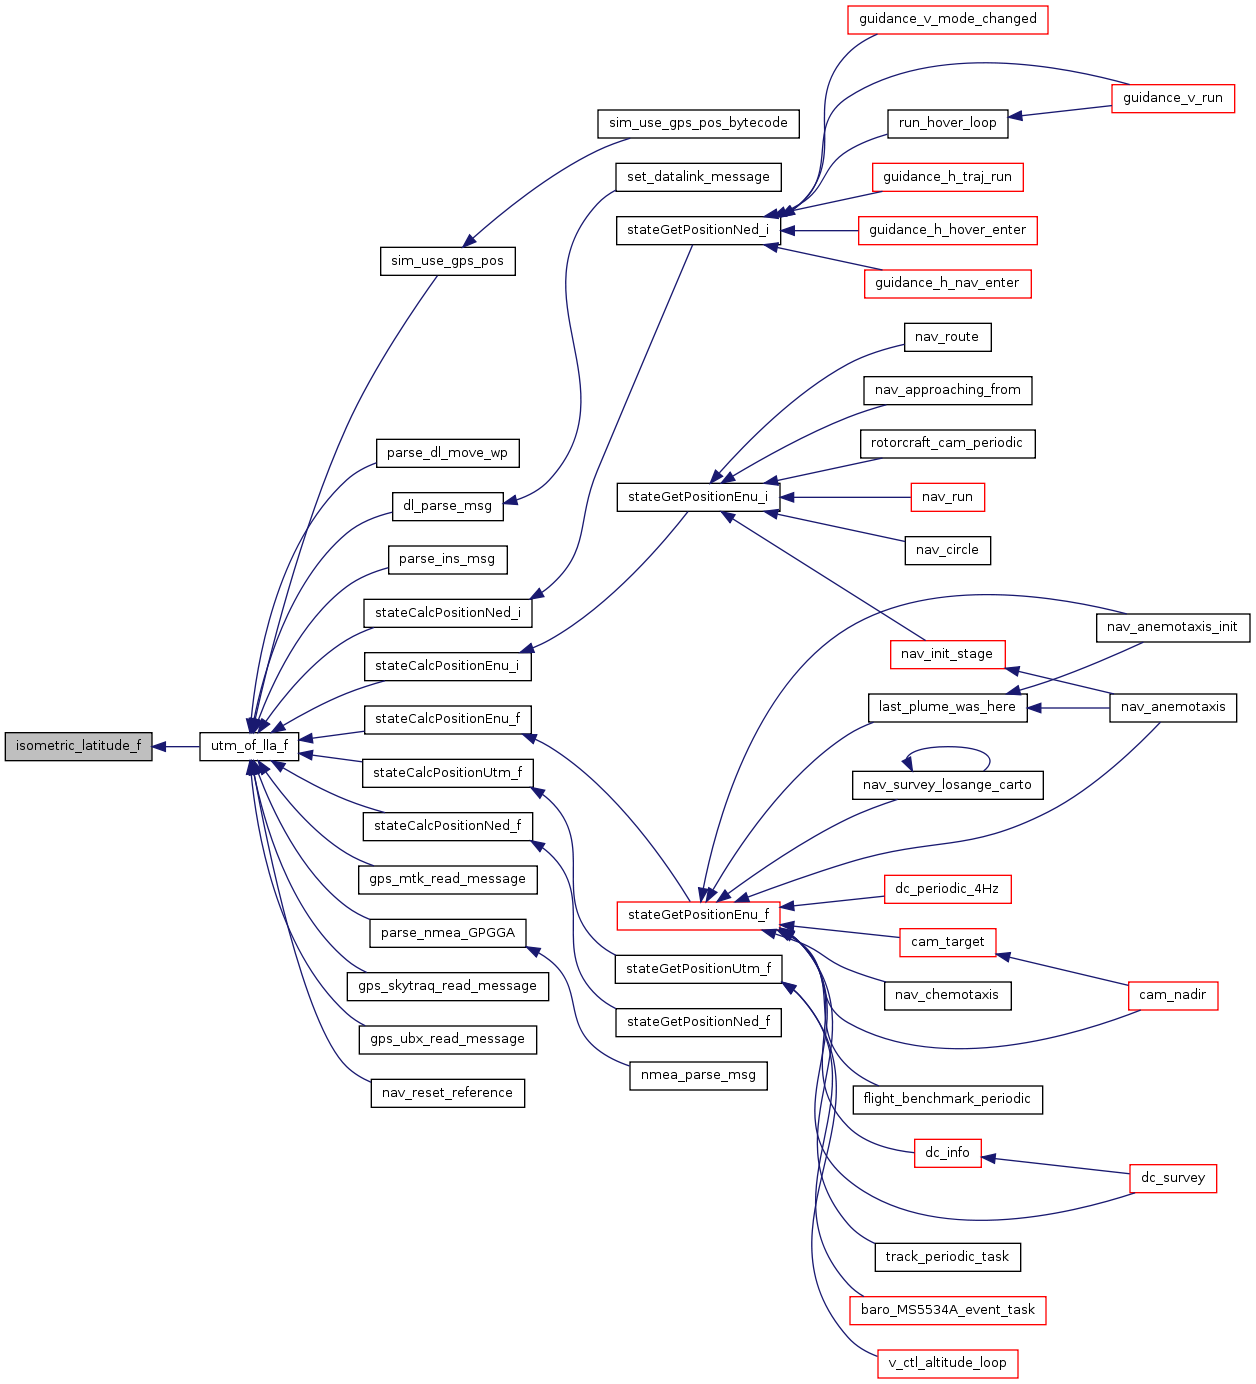 guidance_v_mode_changed
guidance_v_run
sim_use_gps_pos_bytecode
run_hover_loop
set_datalink_message
guidance_h_traj_run
stateGetPositionNed_i
guidance_h_hover_enter
sim_use_gps_pos
guidance_h_nav_enter
nav_route
nav_approaching_from
parse_dl_move_wp
rotorcraft_cam_periodic
stateGetPositionEnu_i
nav_run
dl_parse_msg
nav_circle
parse_ins_msg
stateCalcPositionNed_i
nav_anemotaxis_init
nav_init_stage
stateCalcPositionEnu_i
last_plume_was_here
nav_anemotaxis
stateCalcPositionEnu_f
isometric_latitude_f
utm_of_lla_f
stateCalcPositionUtm_f
nav_survey_losange_carto
stateCalcPositionNed_f
gps_mtk_read_message
dc_periodic_4Hz
stateGetPositionEnu_f
parse_nmea_GPGGA
cam_target
stateGetPositionUtm_f
gps_skytraq_read_message
nav_chemotaxis
cam_nadir
stateGetPositionNed_f
gps_ubx_read_message
nmea_parse_msg
nav_reset_reference
flight_benchmark_periodic
dc_info
dc_survey
track_periodic_task
baro_MS5534A_event_task
v_ctl_altitude_loop